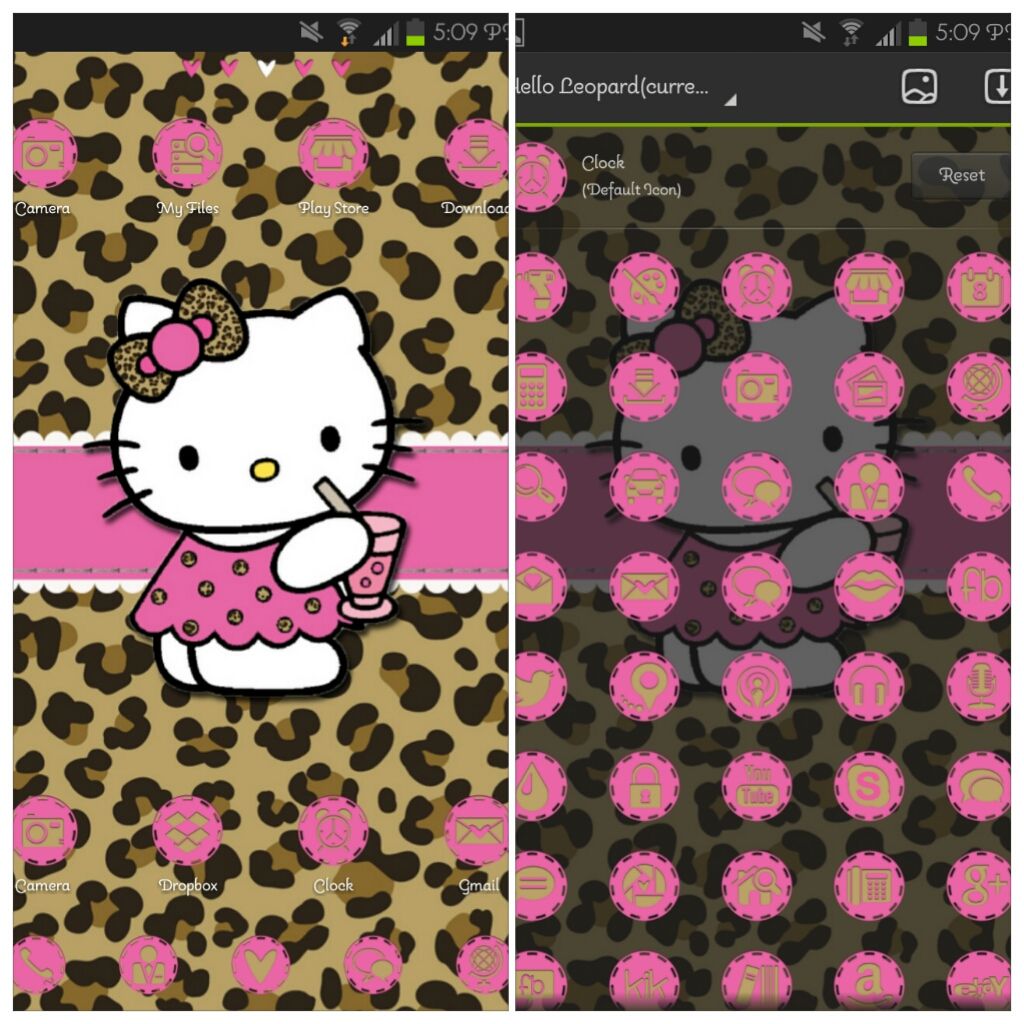 5:09 P
5:09 P
Hello Leopard(curre...
Clock
(Default Icon)
Reset
Camera
My Files
Play Store
Downloa
8
fb
You
Tube
S
Camera
Dropbox
Clock
Gmail
g+
fb
kik
a
ebay